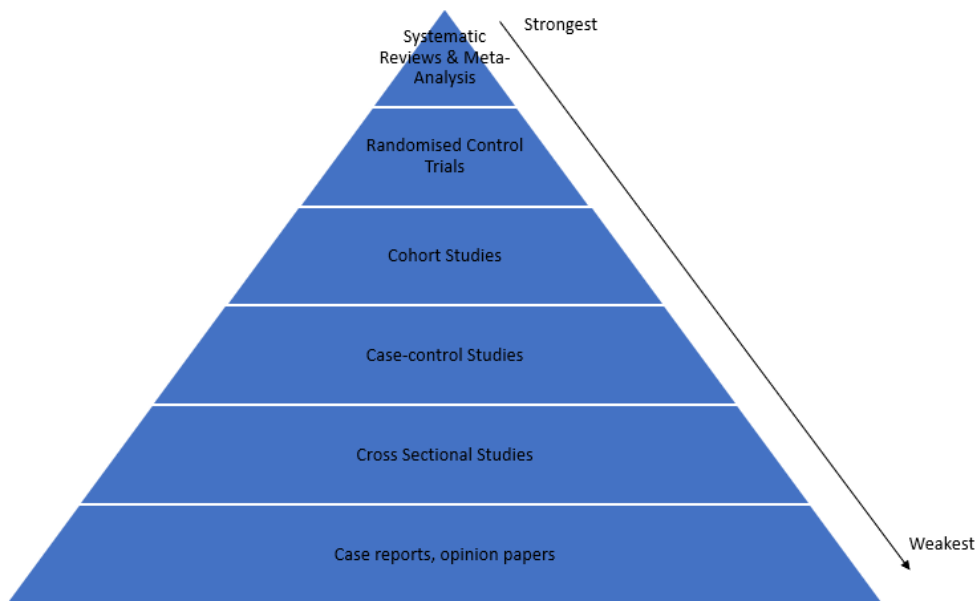 Strongest
Systematic
Reviews & Meta-
Analysis
Randomised Control
Trials
Cohort Studies
Case-control Studies
Cross Sectional Studies
Weakest
Case reports, opinion papers